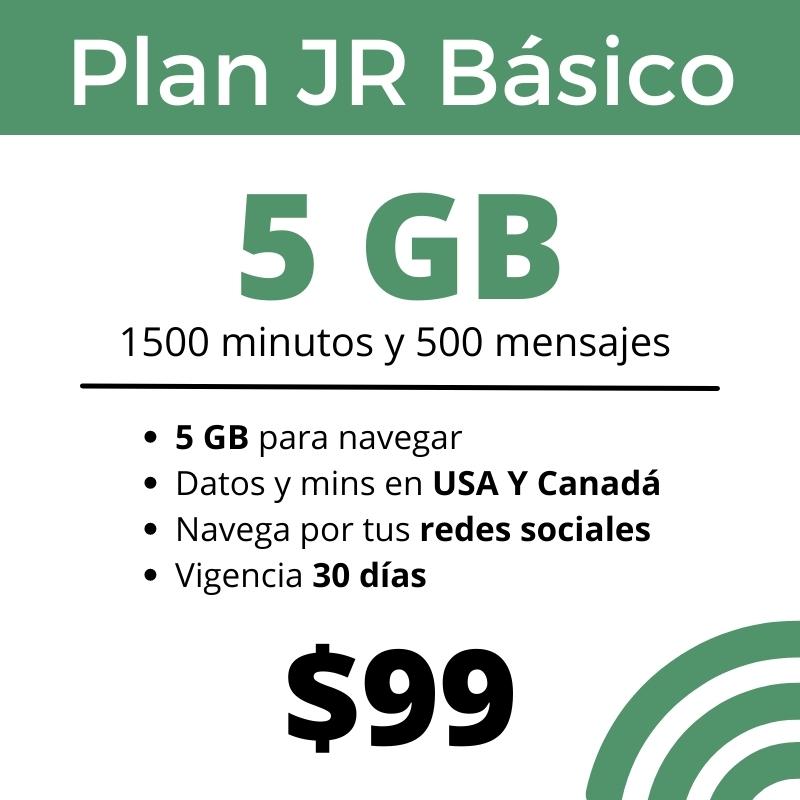 Plan JR Básico
5 GB
1500 minutos y 500 mensajes
• 5 GB para navegar
• Datos y mins en USA Y Canadá
• Navega por tus redes sociales
• Vigencia 30 días
$99